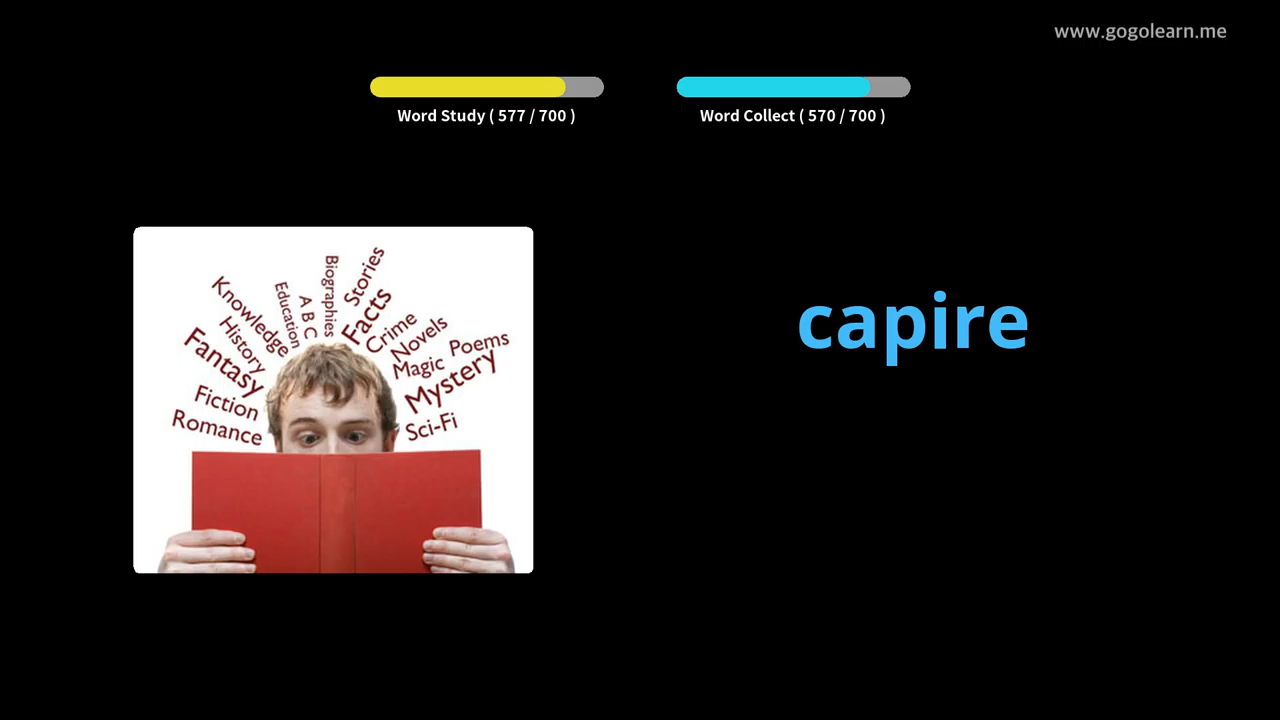 www.gogolearn.me
Word Study ( 577 / 700 )
Word Collect ( 570 / 700 )
Romance
Fiction
Fantasy
History
Knowledge
Education
A B C
Biographies
Stories
Facts
Crime
Novels
Magic
Poems
Mystery
Sci-Fi
capire